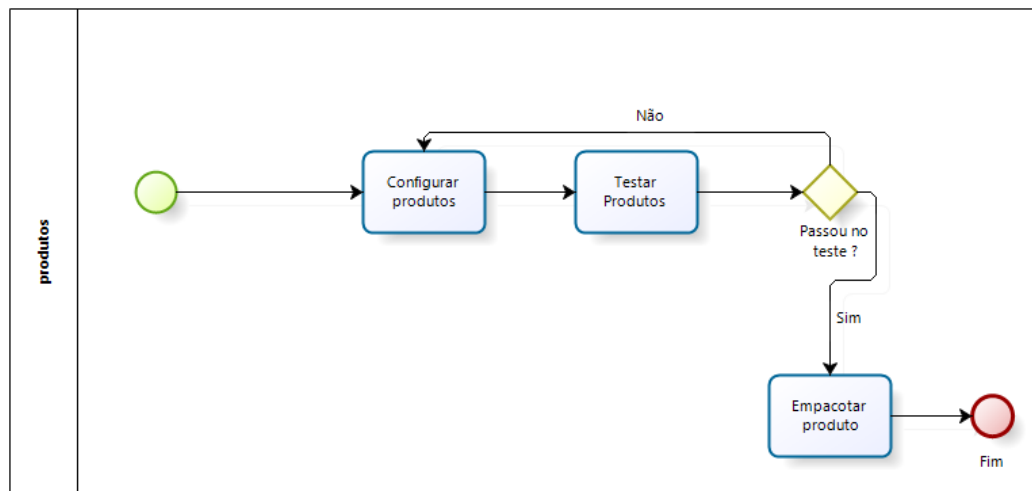 produtos
Não
Configurar
produtos
Testar
Produtos
Passou no
teste ?
Sim
Empacotar
produto
Fim